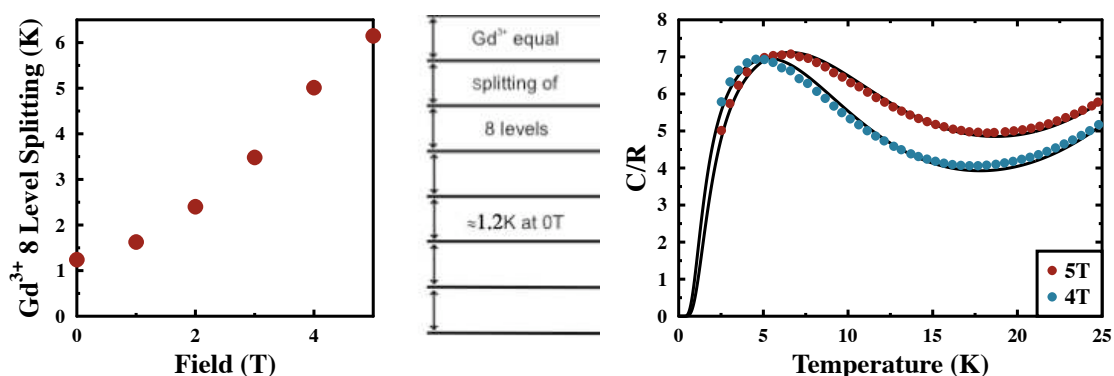 Gd³⁺ 8 Level Splitting (K)
6
5
4
3
2
1
0
0 2 4
Field (T)
Gd³⁺ equal
splitting of
8 levels
≈1.2K at 0T
C/R
8
7
6
5
4
3
2
1
0
0 5 10 15 20 25
Temperature (K)
5T
4T